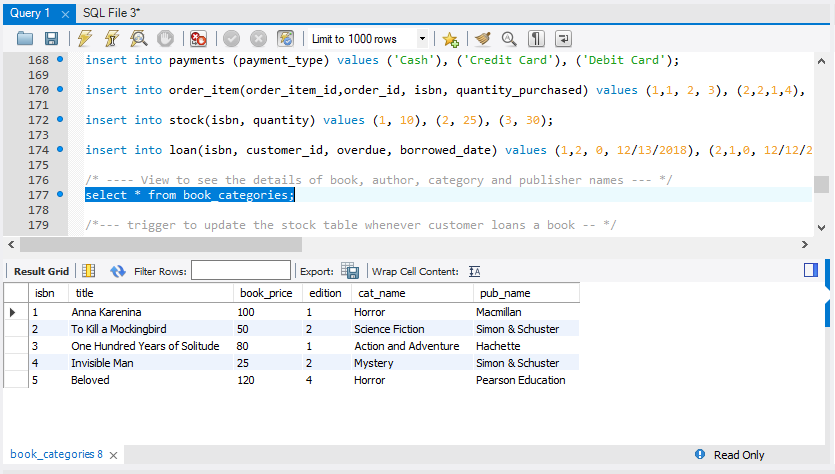 Query 1 × SQL File 3*
Limit to 1000 rows
168 insert into payments (payment_type) values ('Cash'), ('Credit Card'), ('Debit Card');
169
170 insert into order_item(order_item_id,order_id, isbn, quantity_purchased) values (1,1, 2, 3), (2,2,1,4),
171
172 insert into stock(isbn, quantity) values (1, 10), (2, 25), (3, 30);
173
174 insert into loan(isbn, customer_id, overdue, borrowed_date) values (1,2, 0, 12/13/2018), (2,1,0, 12/12/2
175
176 /* ---- View to see the details of book, author, category and publisher names --- */
177 select * from book_categories;
178
179 /*--- trigger to update the stock table whenever customer loans a book -- */
Result Grid Filter Rows: Export: Wrap Cell Content: IA
isbn title book_price edition cat_name pub_name
1 Anna Karenina 100 1 Horror Macmillan
2 To Kill a Mockingbird 50 2 Science Fiction Simon & Schuster
3 One Hundred Years of Solitude 80 1 Action and Adventure Hachette
4 Invisible Man 25 2 Mystery Simon & Schuster
5 Beloved 120 4 Horror Pearson Education
book_categories 8 × Read Only